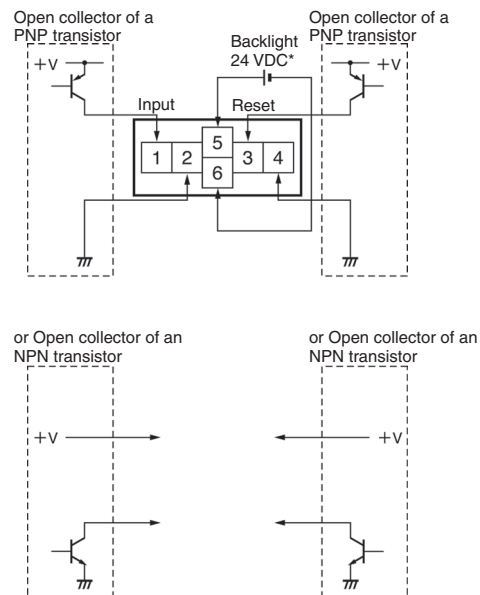 Open collector of a
PNP transistor
Open collector of a
PNP transistor
Backlight
24 VDC*
+V
+V
Input
Reset
1 2 5 6 3 4
or Open collector of an
NPN transistor
or Open collector of an
NPN transistor
+V
+V